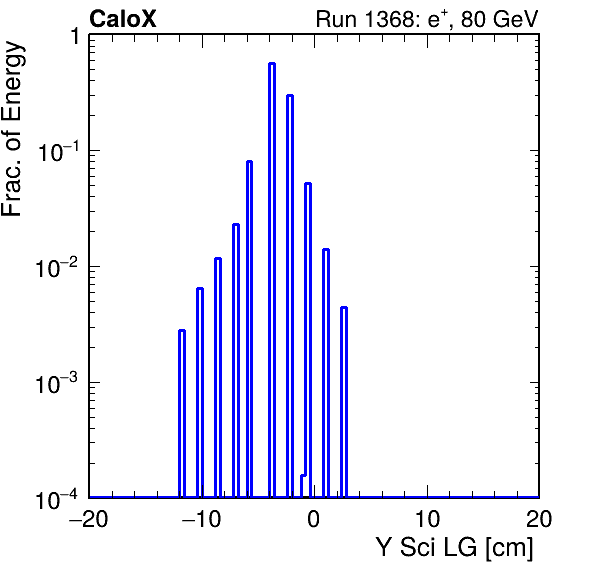 CaloX Run 1368: e⁺, 80 GeV
Frac. of Energy
1
10⁻¹
10⁻²
10⁻³
10⁻⁴
−20 −10 0 10 20
Y Sci LG [cm]